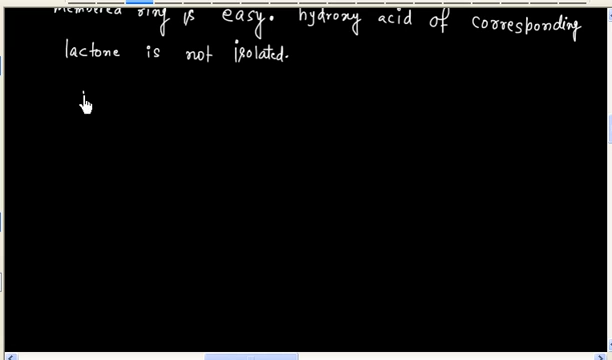 membered ring is easy. hydroxy acid of corresponding
lactone is not isolated.